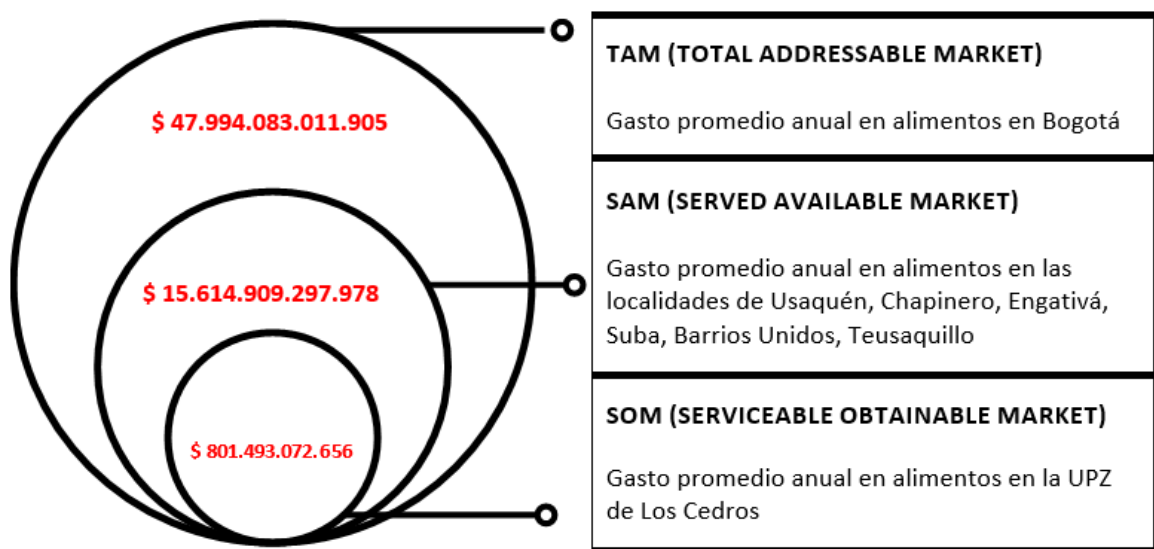 $ 47.994.083.011.905
$ 15.614.909.297.978
$ 801.493.072.656
TAM (TOTAL ADDRESSABLE MARKET)
Gasto promedio anual en alimentos en Bogotá
SAM (SERVED AVAILABLE MARKET)
Gasto promedio anual en alimentos en las
localidades de Usaquén, Chapinero, Engativá,
Suba, Barrios Unidos, Teusaquillo
SOM (SERVICEABLE OBTAINABLE MARKET)
Gasto promedio anual en alimentos en la UPZ
de Los Cedros